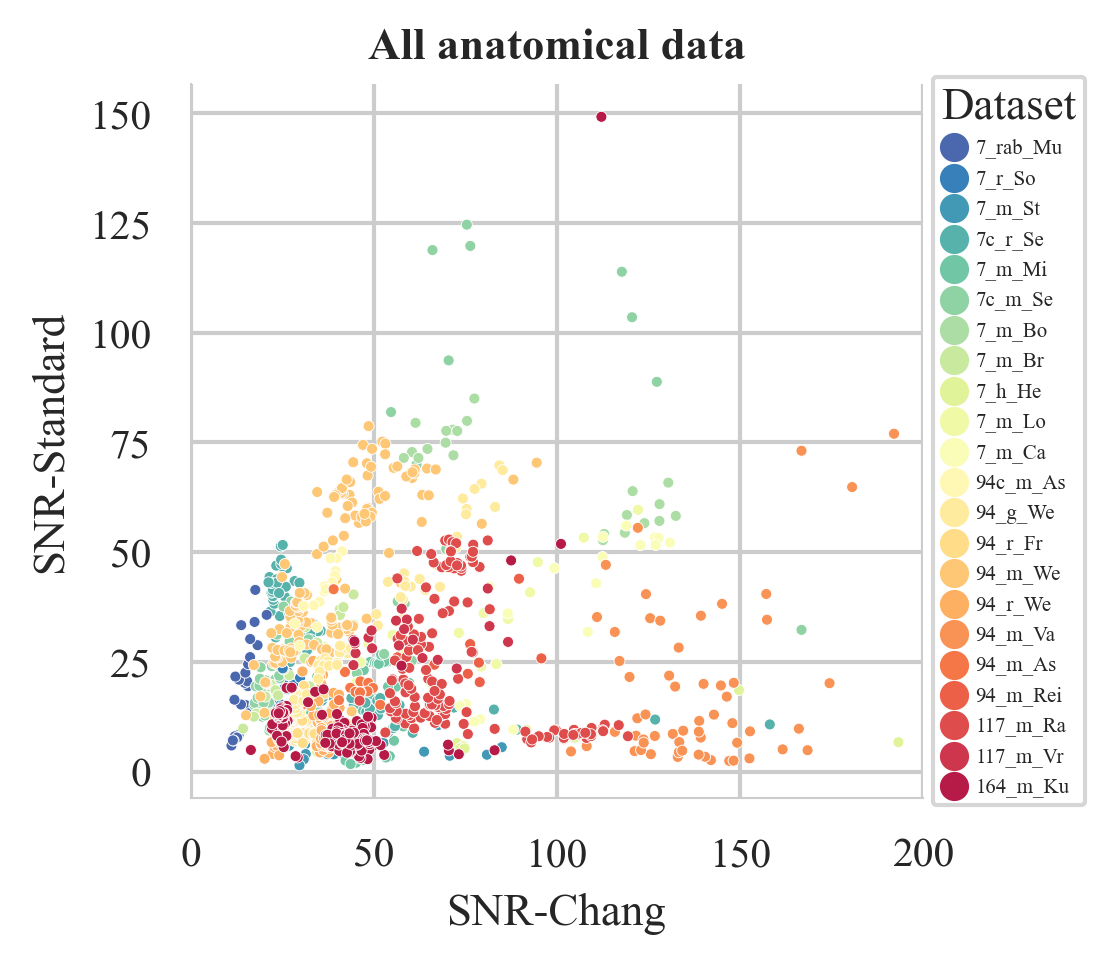 All anatomical data
150
125
100
75
50
25
0
SNR-Standard
0 50 100 150 200
SNR-Chang
Dataset
7_rab_Mu
7_r_So
7_m_St
7c_r_Se
7_m_Mi
7c_m_Se
7_m_Bo
7_m_Br
7_h_He
7_m_Lo
7_m_Ca
94c_m_As
94_g_We
94_r_Fr
94_m_We
94_r_We
94_m_Va
94_m_As
94_m_Rei
117_m_Ra
117_m_Vr
164_m_Ku